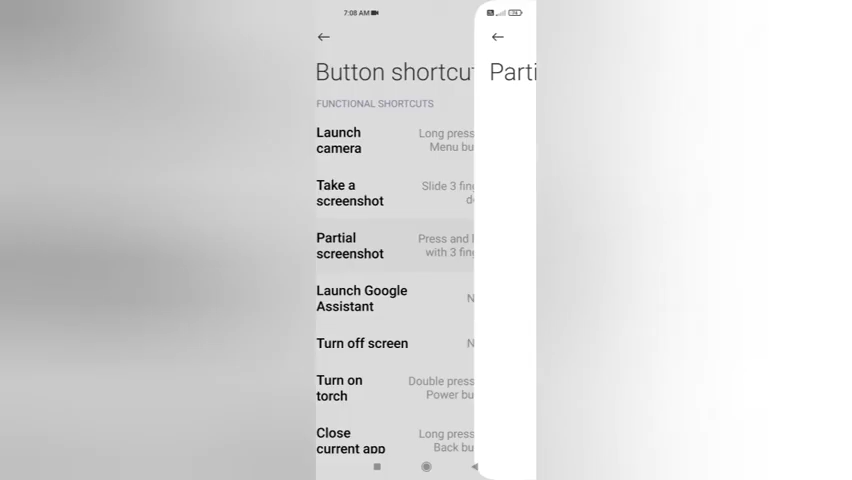 7:08 AM
Button shortcu
Parti
FUNCTIONAL SHORTCUTS
Launch
camera
Long press
Menu bu
Take a
screenshot
Slide 3 fing
d
Partial
screenshot
Press and
with 3 fing
Launch Google
Assistant
N
Turn off screen
N
Turn on
torch
Double press
Power bu
Close
current app
Long press
Back bu